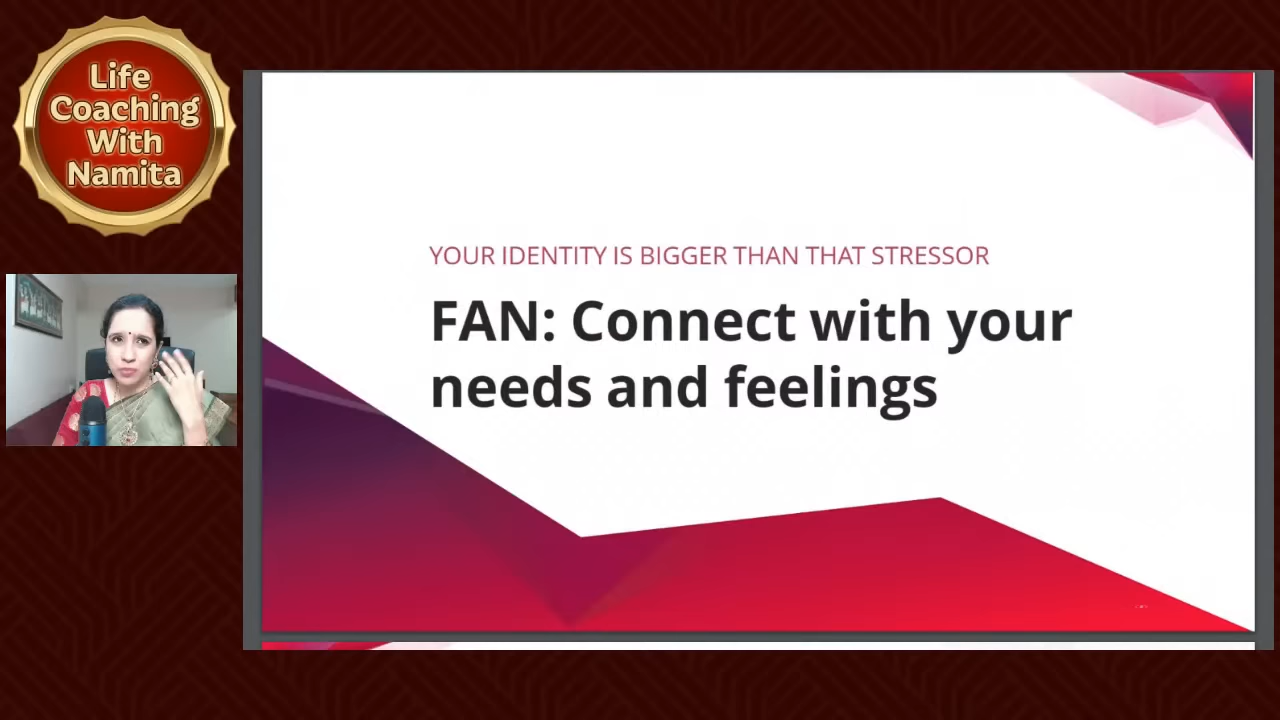 Life
Coaching
With
Namita
YOUR IDENTITY IS BIGGER THAN THAT STRESSOR
FAN: Connect with your
needs and feelings